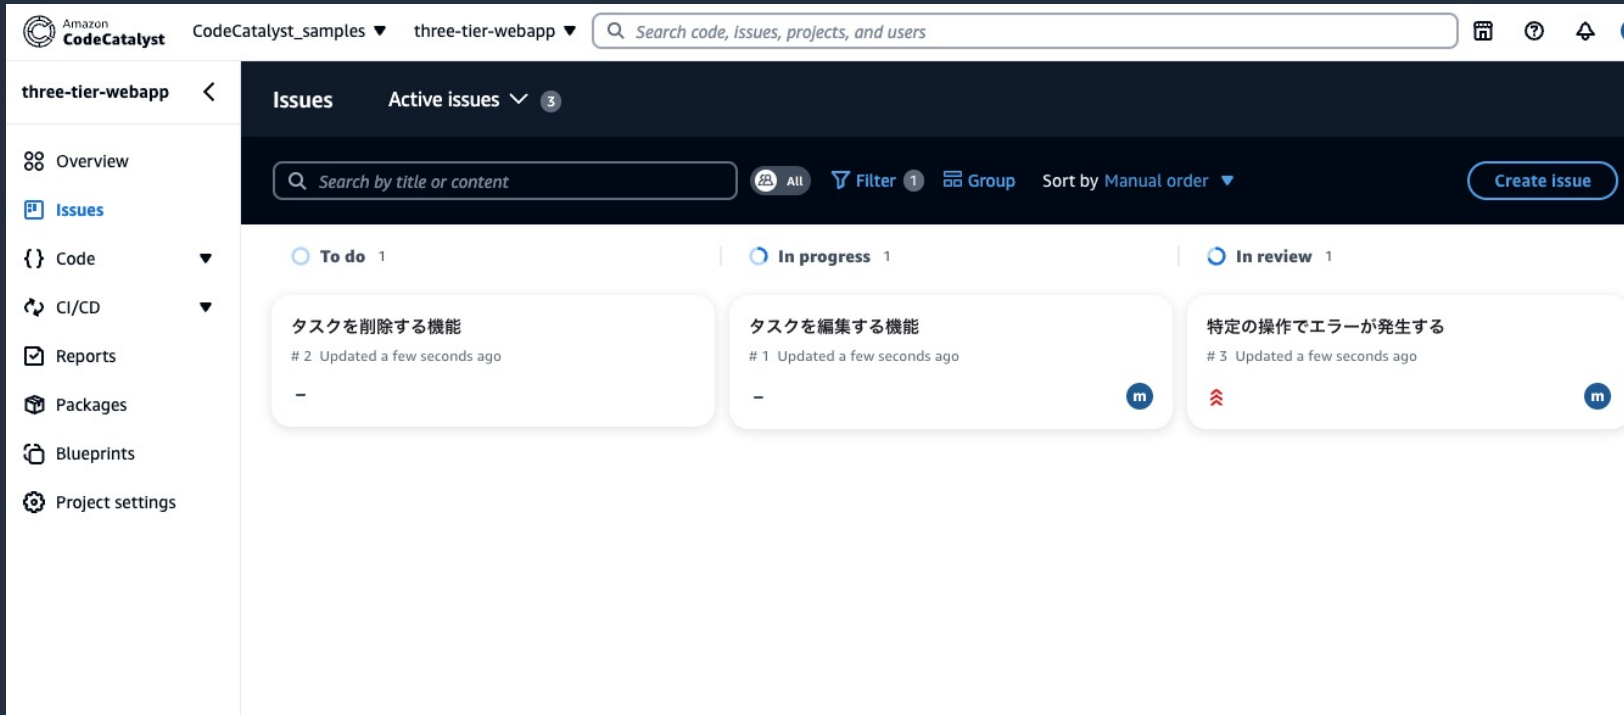 Amazon
CodeCatalyst
CodeCatalyst_samples
three-tier-webapp
Search code, issues, projects, and users
three-tier-webapp
Overview
Issues
Code
CI/CD
Reports
Packages
Blueprints
Project settings
Issues
Active issues 3
Search by title or content
All
Filter 1
Group
Sort by Manual order
Create issue
To do 1
タスクを削除する機能
# 2 Updated a few seconds ago
–
In progress 1
タスクを編集する機能
# 1 Updated a few seconds ago
–
m
In review 1
特定の操作でエラーが発生する
# 3 Updated a few seconds ago
m